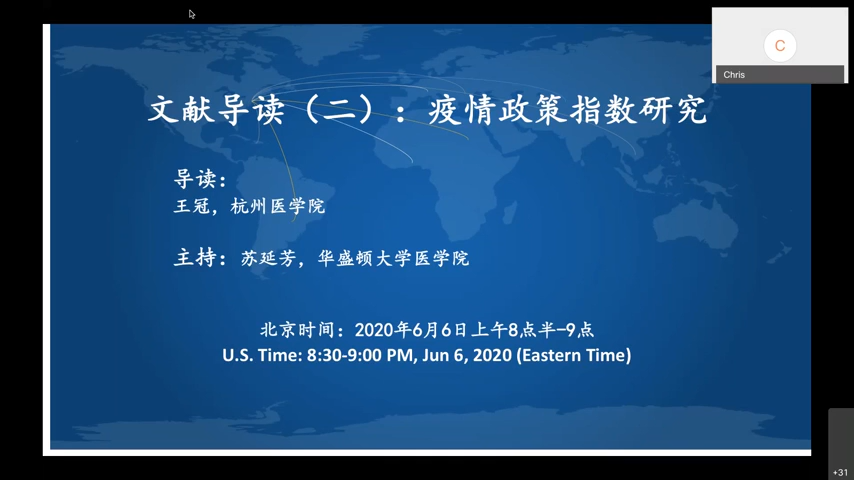 C
Chris
文献导读（二）：疫情政策指数研究
导读：
王冠，杭州医学院
主持：苏延芳，华盛顿大学医学院
北京时间：2020年6月6日上午8点半-9点
U.S. Time: 8:30-9:00 PM, Jun 6, 2020 (Eastern Time)
+31